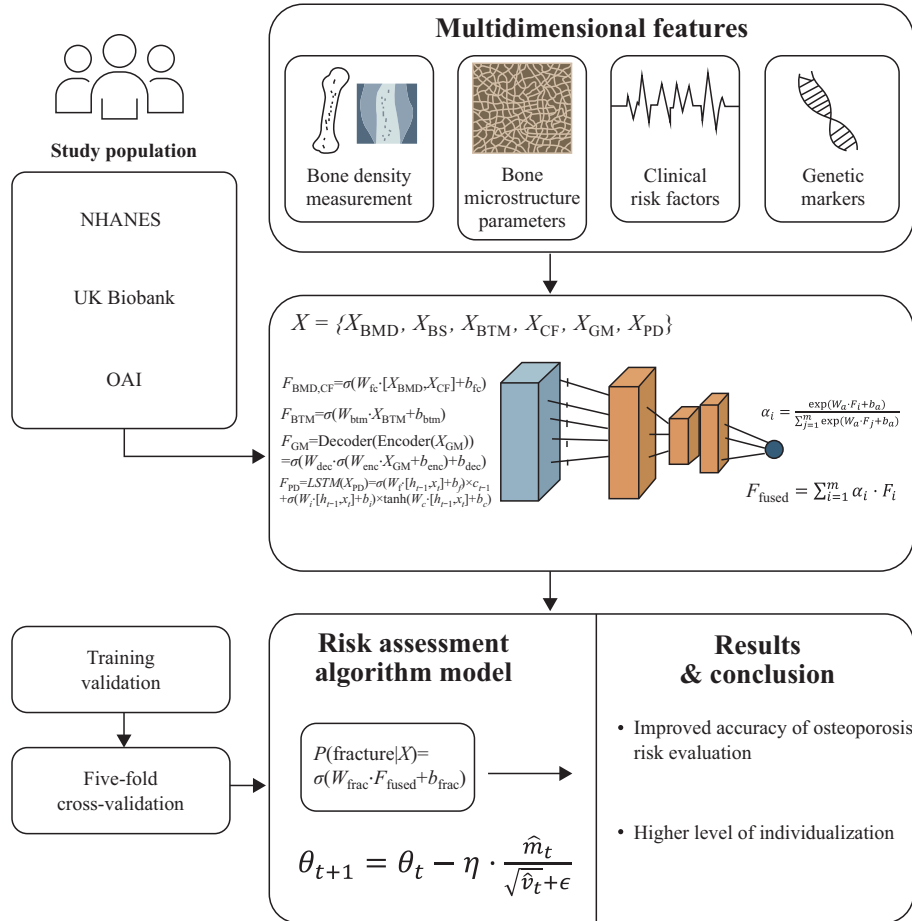 Multidimensional features
Study population
NHANES
UK Biobank
OAI
Bone density
measurement
Bone
microstructure
parameters
Clinical
risk factors
Genetic
markers
X = {X_BMD, X_BS, X_BTM, X_CF, X_GM, X_PD}
F_BMD,CF=σ(W_fc·[X_BMD,X_CF]+b_fc)
F_BTM=σ(W_btm·X_BTM+b_btm)
F_GM=Decoder(Encoder(X_GM))
=σ(W_dec·σ(W_enc·X_GM+b_enc)+b_dec)
F_PD=LSTM(X_PD)=σ(W_f·[h_t−1,x_t]+b_f)×c_t−1
+σ(W_i·[h_t−1,x_t]+b_i)×tanh(W_c·[h_t−1,x_t]+b_c)
α_i = exp(W_a·F_i+b_a) / ∑_j=1^m exp(W_a·F_j+b_a)
F_fused = ∑_i=1^m α_i · F_i
Training
validation
Five-fold
cross-validation
Risk assessment
algorithm model
P(fracture|X)=
σ(W_frac·F_fused+b_frac)
θ_t+1 = θ_t − η · m̂_t / √v̂_t+ϵ
Results
& conclusion
• Improved accuracy of osteoporosis
risk evaluation
• Higher level of individualization